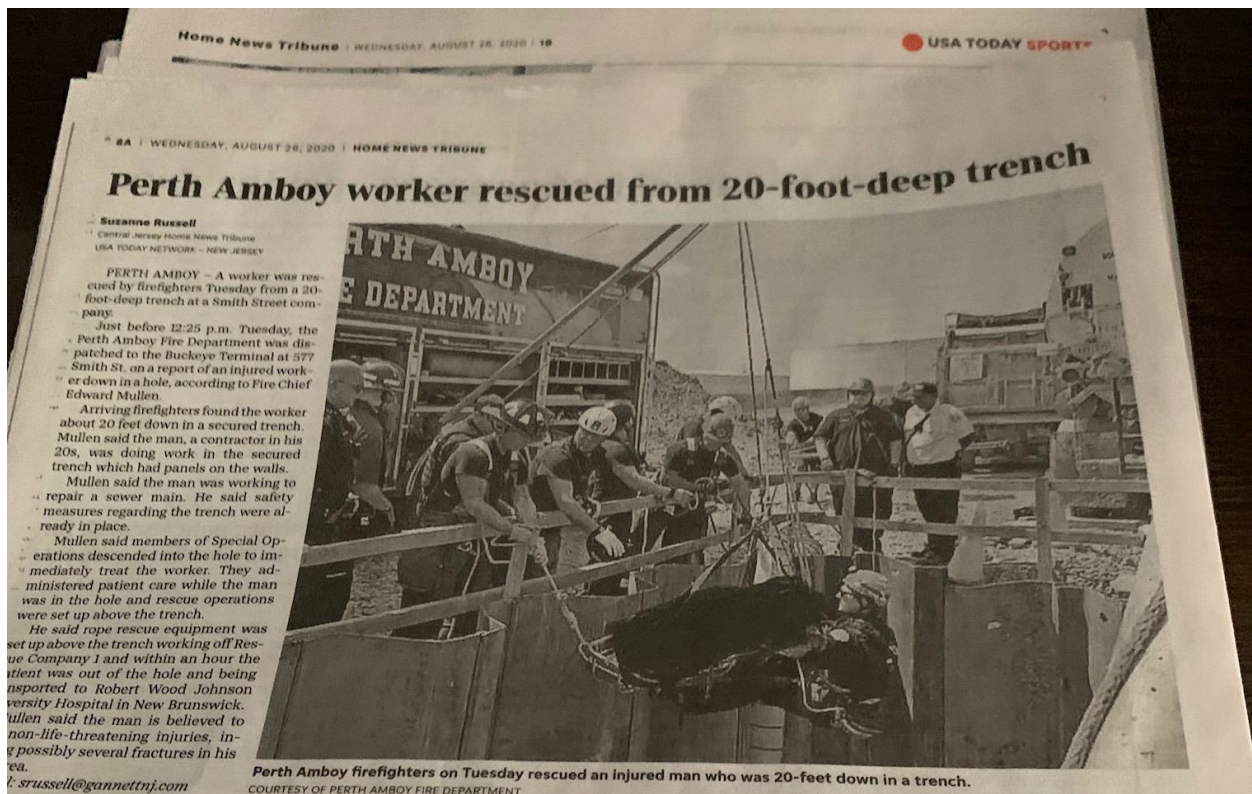 Home News Tribune | WEDNESDAY, AUGUST 26, 2020 | 1B
USA TODAY SPORTS
8A | WEDNESDAY, AUGUST 26, 2020 | HOME NEWS TRIBUNE
Perth Amboy worker rescued from 20-foot-deep trench
Suzanne Russell
Central Jersey Home News Tribune
USA TODAY NETWORK – NEW JERSEY
PERTH AMBOY – A worker was res-
cued by firefighters Tuesday from a 20-
foot-deep trench at a Smith Street com-
pany.
Just before 12:25 p.m. Tuesday, the
Perth Amboy Fire Department was dis-
patched to the Buckeye Terminal at 577
Smith St. on a report of an injured work-
er down in a hole, according to Fire Chief
Edward Mullen.
Arriving firefighters found the worker
about 20 feet down in a secured trench.
Mullen said the man, a contractor in his
20s, was doing work in the secured
trench which had panels on the walls.
Mullen said the man was working to
repair a sewer main. He said safety
measures regarding the trench were al-
ready in place.
Mullen said members of Special Op-
erations descended into the hole to im-
mediately treat the worker. They ad-
ministered patient care while the man
was in the hole and rescue operations
were set up above the trench.
He said rope rescue equipment was
set up above the trench working off Res-
ue Company 1 and within an hour the
atient was out of the hole and being
nsported to Robert Wood Johnson
versity Hospital in New Brunswick.
ullen said the man is believed to
non-life-threatening injuries, in-
g possibly several fractures in his
rea.
l: srussell@gannettnj.com
RTH AMBOY
E DEPARTMENT
Perth Amboy firefighters on Tuesday rescued an injured man who was 20-feet down in a trench.
COURTESY OF PERTH AMBOY FIRE DEPARTMENT